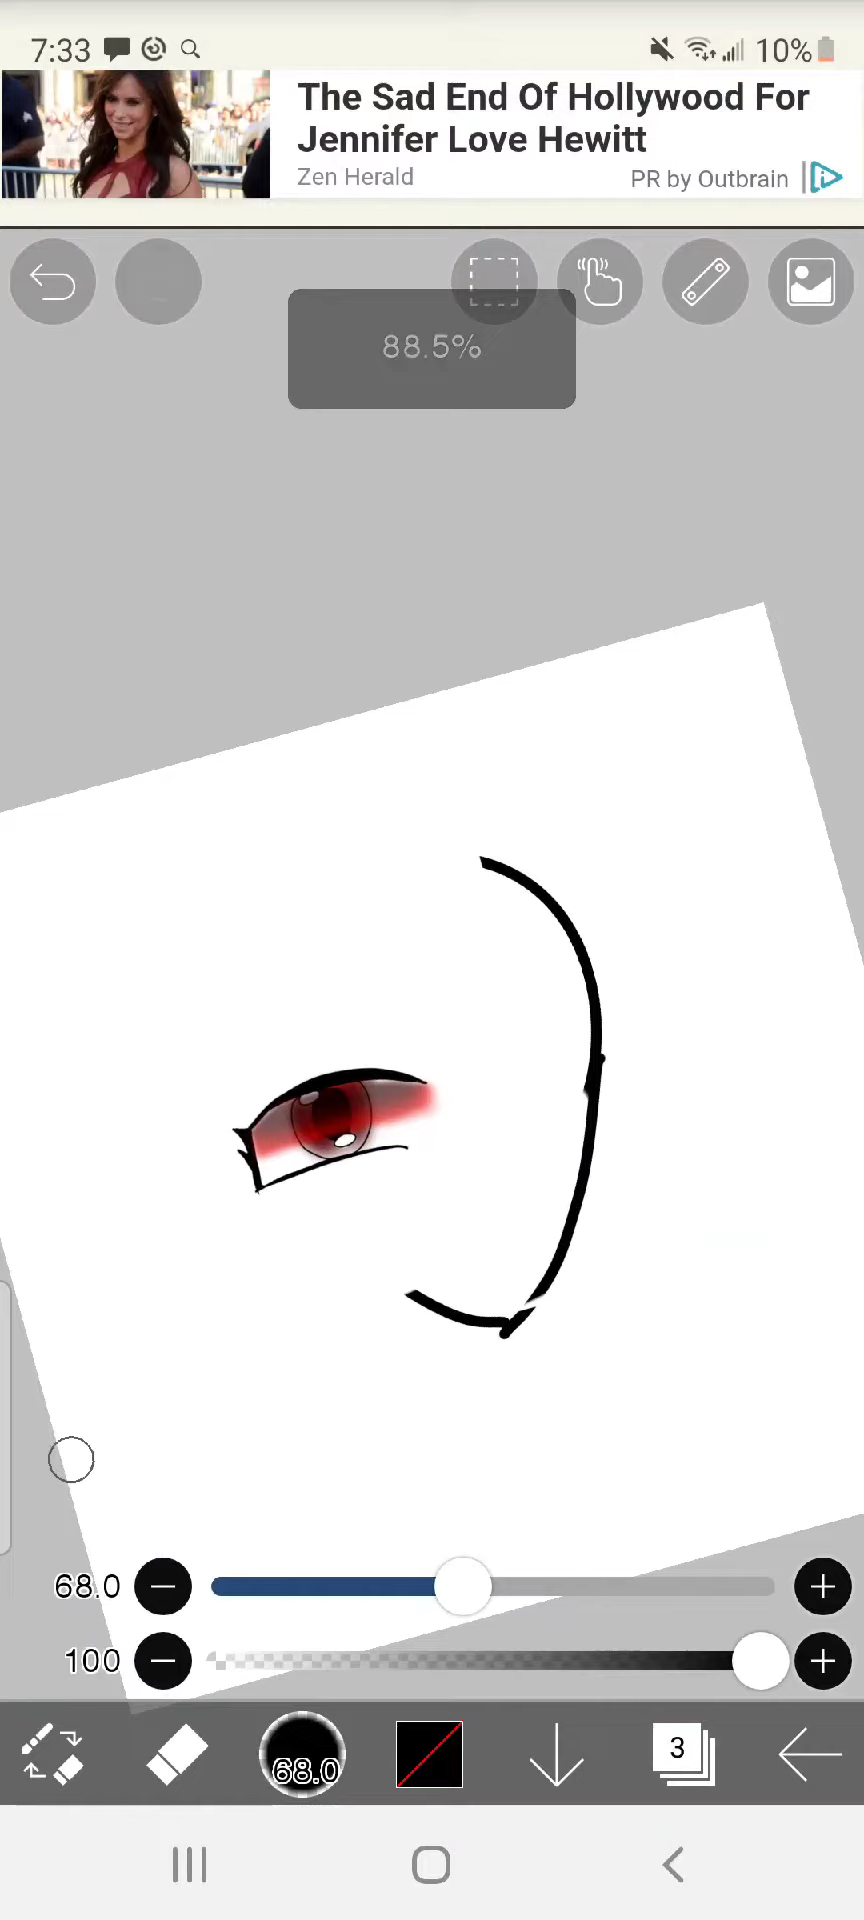 7:33
10%
The Sad End Of Hollywood For
Jennifer Love Hewitt
Zen Herald
PR by Outbrain
88.5%
68.0
100
68.0
3